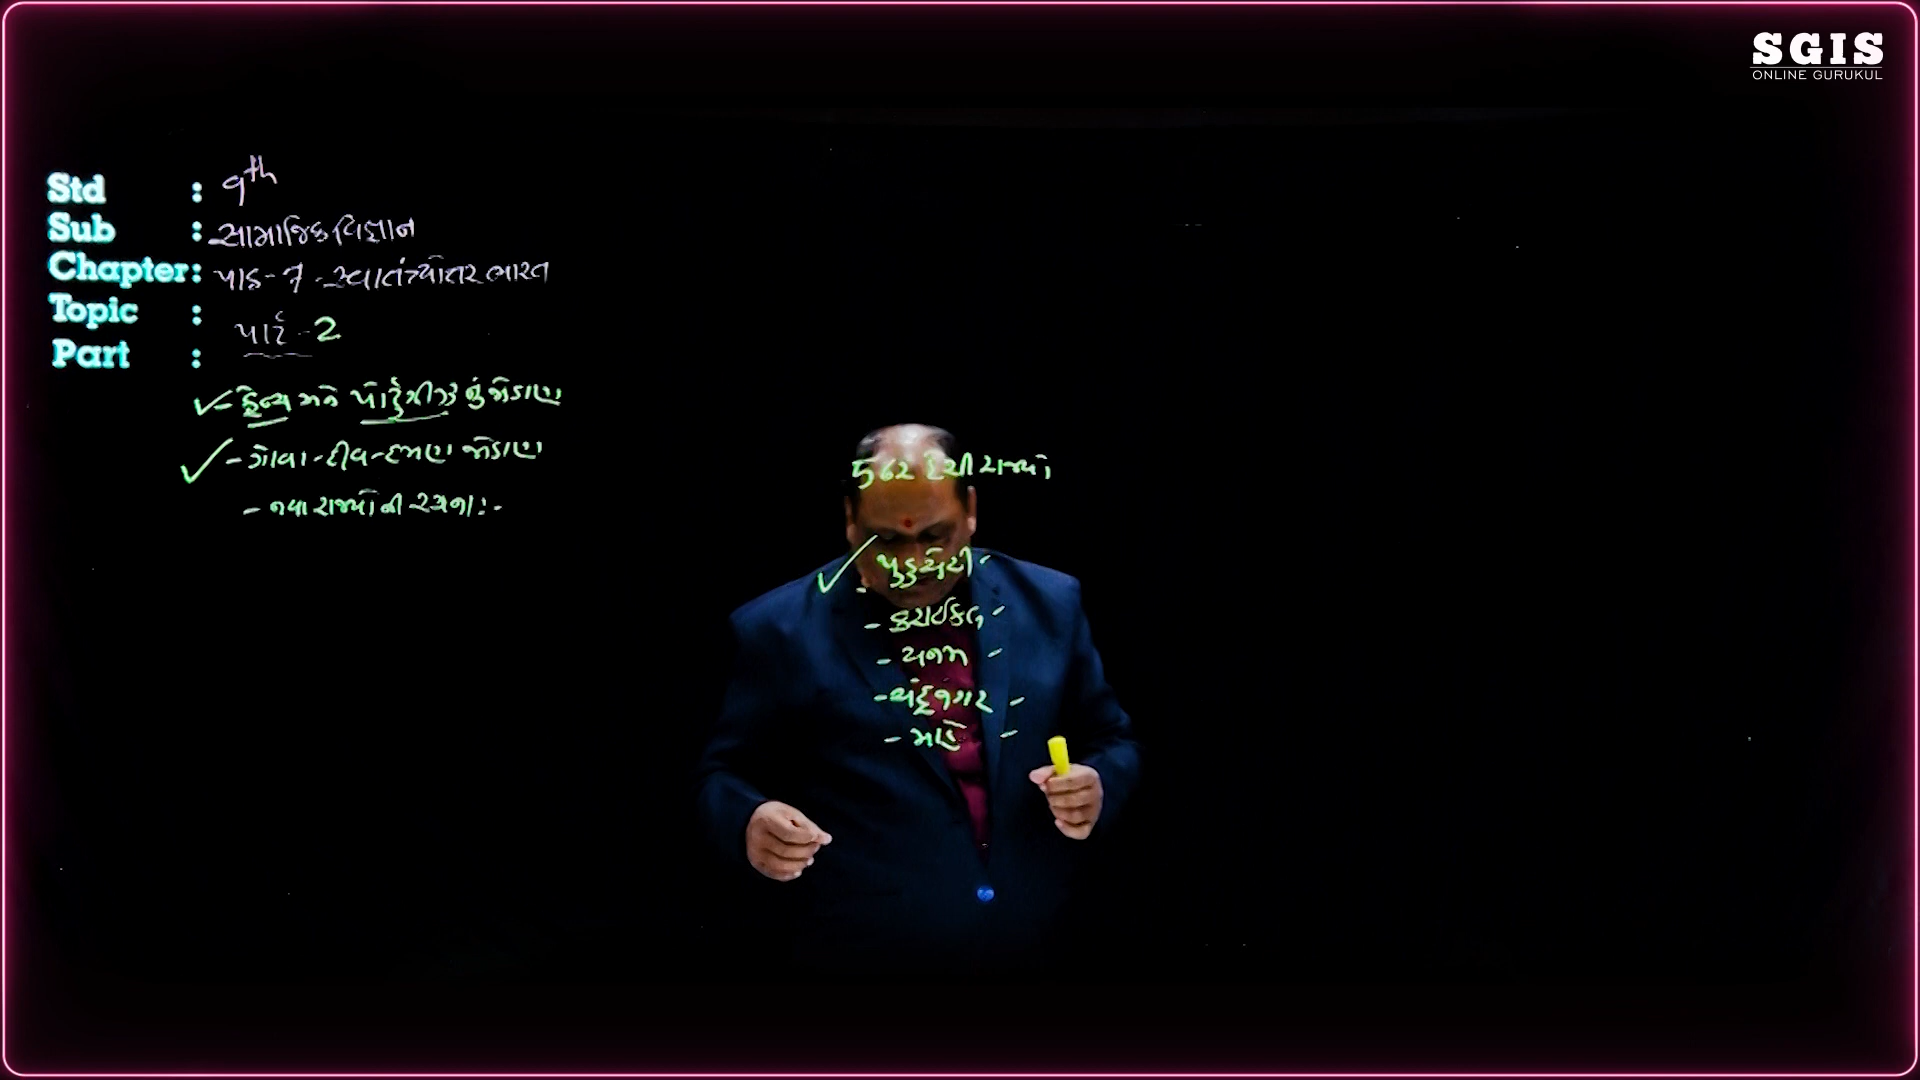 SGIS
ONLINE GURUKUL
Std : 9th
Sub : સામાજિક વિજ્ઞાન
Chapter : પાઠ - 7 - સ્વાતંત્ર્યોત્તર ભારત
Topic :
પાર્ટ - 2
Part :
- ફ્રેન્ચ અને પોર્ટુગીઝ નું જોડાણ
- ગોવા - દીવ - દમણ જોડાણ
- નવા રાજ્યો ની રચના : -
562 દેશી રાજ્યો
પુડુચેરી -
- કરાઈકલ -
- યનમ -
- ચંદ્રનગર -
- માહે -